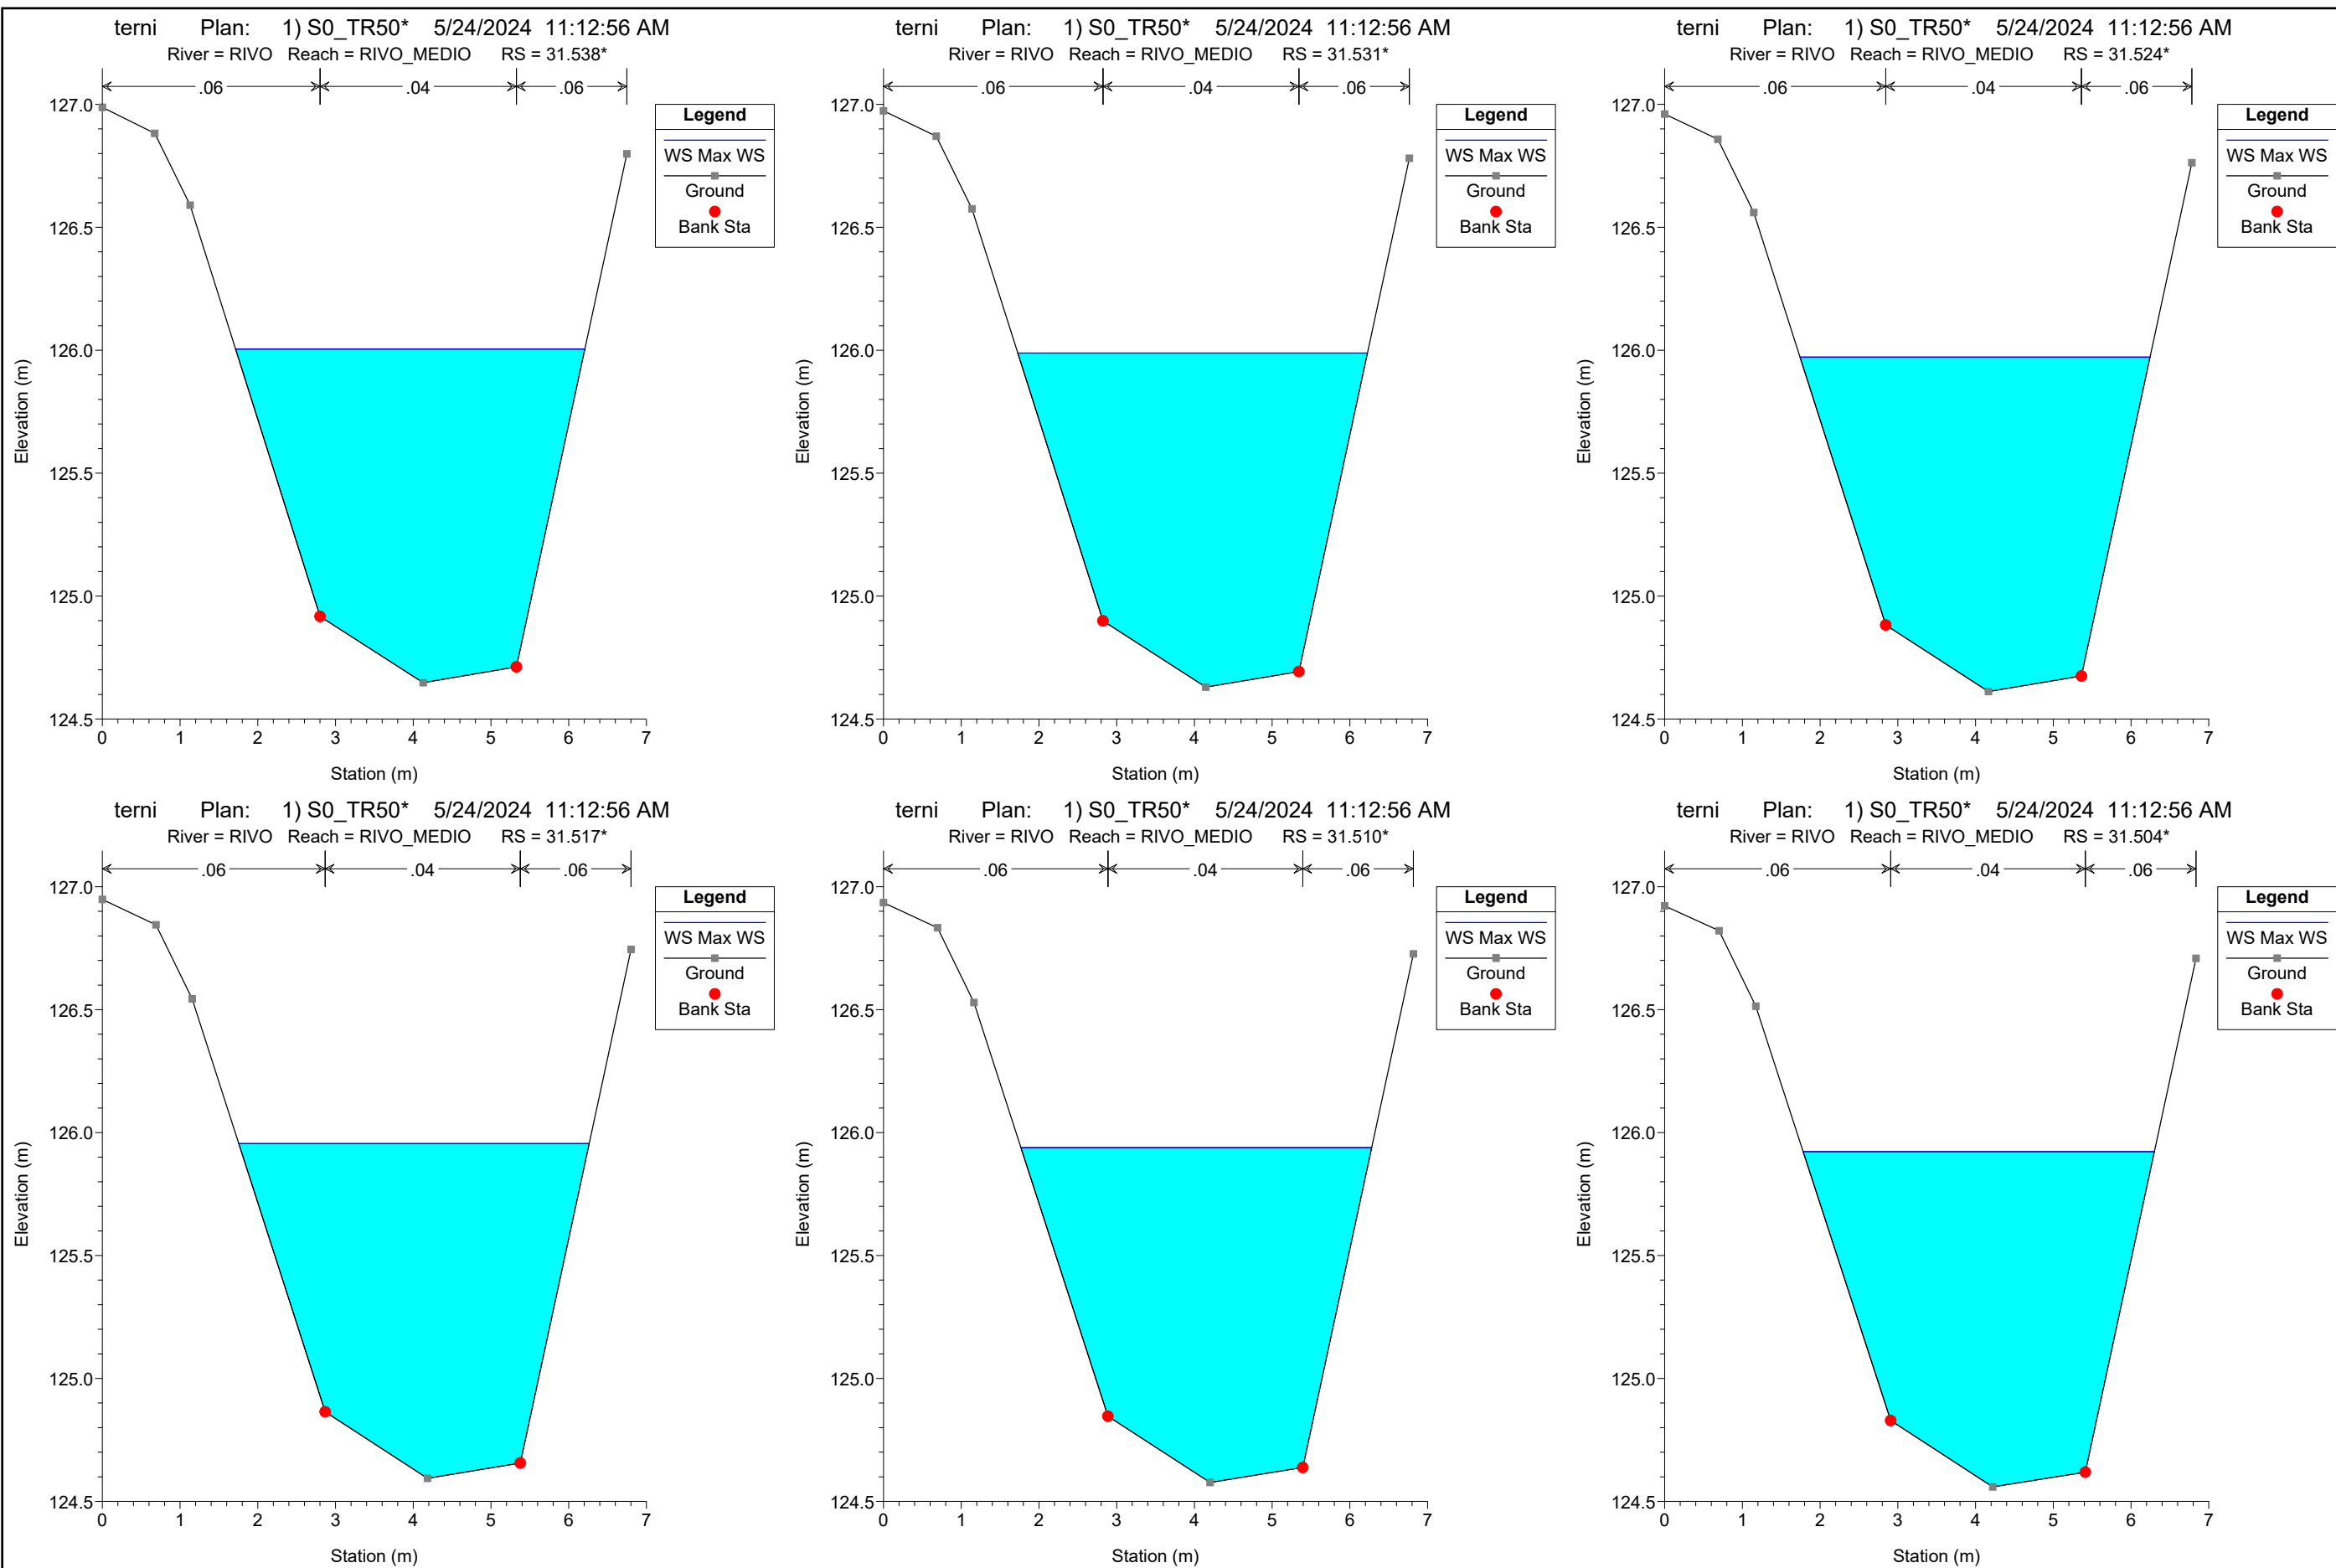 terni Plan: 1) S0_TR50* 5/24/2024 11:12:56 AM
River = RIVO Reach = RIVO_MEDIO RS = 31.538*
.06 .04 .06
Legend
WS Max WS
Ground
Bank Sta
127.0
126.5
126.0
125.5
125.0
124.5
Elevation (m)
0 1 2 3 4 5 6 7
Station (m)
terni Plan: 1) S0_TR50* 5/24/2024 11:12:56 AM
River = RIVO Reach = RIVO_MEDIO RS = 31.531*
.06 .04 .06
Legend
WS Max WS
Ground
Bank Sta
127.0
126.5
126.0
125.5
125.0
124.5
Elevation (m)
0 1 2 3 4 5 6 7
Station (m)
terni Plan: 1) S0_TR50* 5/24/2024 11:12:56 AM
River = RIVO Reach = RIVO_MEDIO RS = 31.524*
.06 .04 .06
Legend
WS Max WS
Ground
Bank Sta
127.0
126.5
126.0
125.5
125.0
124.5
Elevation (m)
0 1 2 3 4 5 6 7
Station (m)
terni Plan: 1) S0_TR50* 5/24/2024 11:12:56 AM
River = RIVO Reach = RIVO_MEDIO RS = 31.517*
.06 .04 .06
Legend
WS Max WS
Ground
Bank Sta
127.0
126.5
126.0
125.5
125.0
124.5
Elevation (m)
0 1 2 3 4 5 6 7
Station (m)
terni Plan: 1) S0_TR50* 5/24/2024 11:12:56 AM
River = RIVO Reach = RIVO_MEDIO RS = 31.510*
.06 .04 .06
Legend
WS Max WS
Ground
Bank Sta
127.0
126.5
126.0
125.5
125.0
124.5
Elevation (m)
0 1 2 3 4 5 6 7
Station (m)
terni Plan: 1) S0_TR50* 5/24/2024 11:12:56 AM
River = RIVO Reach = RIVO_MEDIO RS = 31.504*
.06 .04 .06
Legend
WS Max WS
Ground
Bank Sta
127.0
126.5
126.0
125.5
125.0
124.5
Elevation (m)
0 1 2 3 4 5 6 7
Station (m)